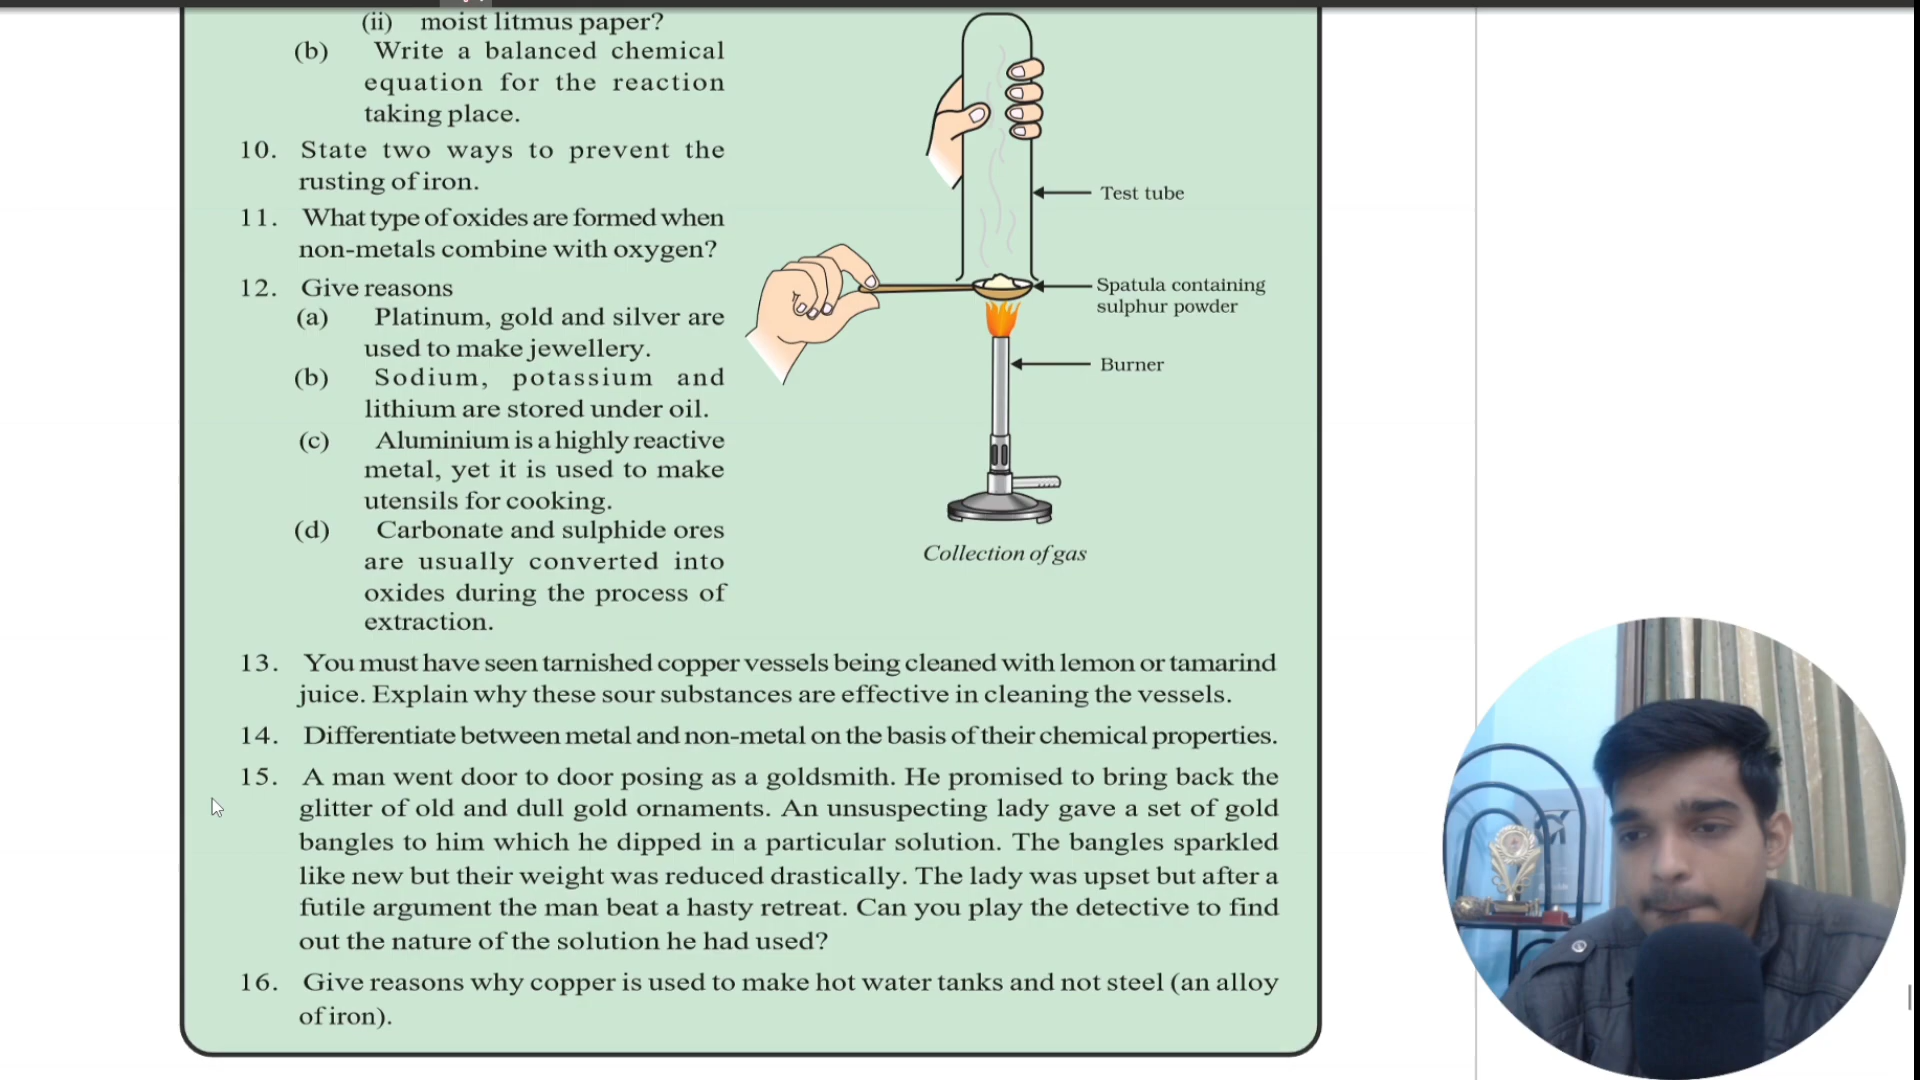 (ii) moist litmus paper?
(b) Write a balanced chemical
equation for the reaction
taking place.
10. State two ways to prevent the
rusting of iron.
11. What type of oxides are formed when
non-metals combine with oxygen?
12. Give reasons
(a) Platinum, gold and silver are
used to make jewellery.
(b) Sodium, potassium and
lithium are stored under oil.
(c) Aluminium is a highly reactive
metal, yet it is used to make
utensils for cooking.
(d) Carbonate and sulphide ores
are usually converted into
oxides during the process of
extraction.
Test tube
Spatula containing
sulphur powder
Burner
Collection of gas
13. You must have seen tarnished copper vessels being cleaned with lemon or tamarind
juice. Explain why these sour substances are effective in cleaning the vessels.
14. Differentiate between metal and non-metal on the basis of their chemical properties.
15. A man went door to door posing as a goldsmith. He promised to bring back the
glitter of old and dull gold ornaments. An unsuspecting lady gave a set of gold
bangles to him which he dipped in a particular solution. The bangles sparkled
like new but their weight was reduced drastically. The lady was upset but after a
futile argument the man beat a hasty retreat. Can you play the detective to find
out the nature of the solution he had used?
16. Give reasons why copper is used to make hot water tanks and not steel (an alloy
of iron).